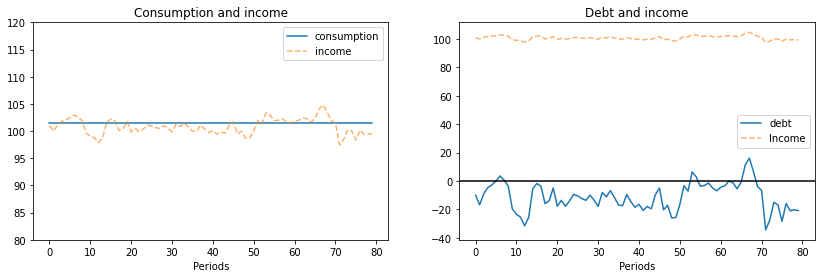 Consumption and income
120
115
110
105
100
95
90
85
80
consumption
income
0 10 20 30 40 50 60 70 80
Periods
Debt and income
100
80
60
40
20
0
−20
−40
debt
Income
0 10 20 30 40 50 60 70 80
Periods